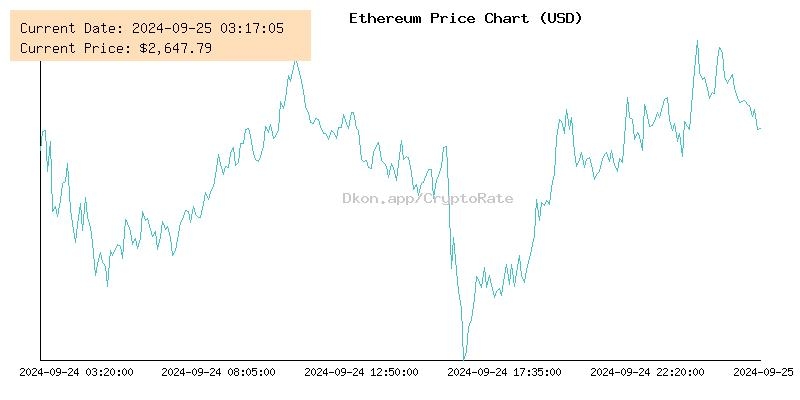 Ethereum Price Chart (USD)
Current Date: 2024-09-25 03:17:05
Current Price: $2,647.79
Dkon.app/CryptoRate
2024-09-24 03:20:00 2024-09-24 08:05:00 2024-09-24 12:50:00 2024-09-24 17:35:00 2024-09-24 22:20:00 2024-09-25